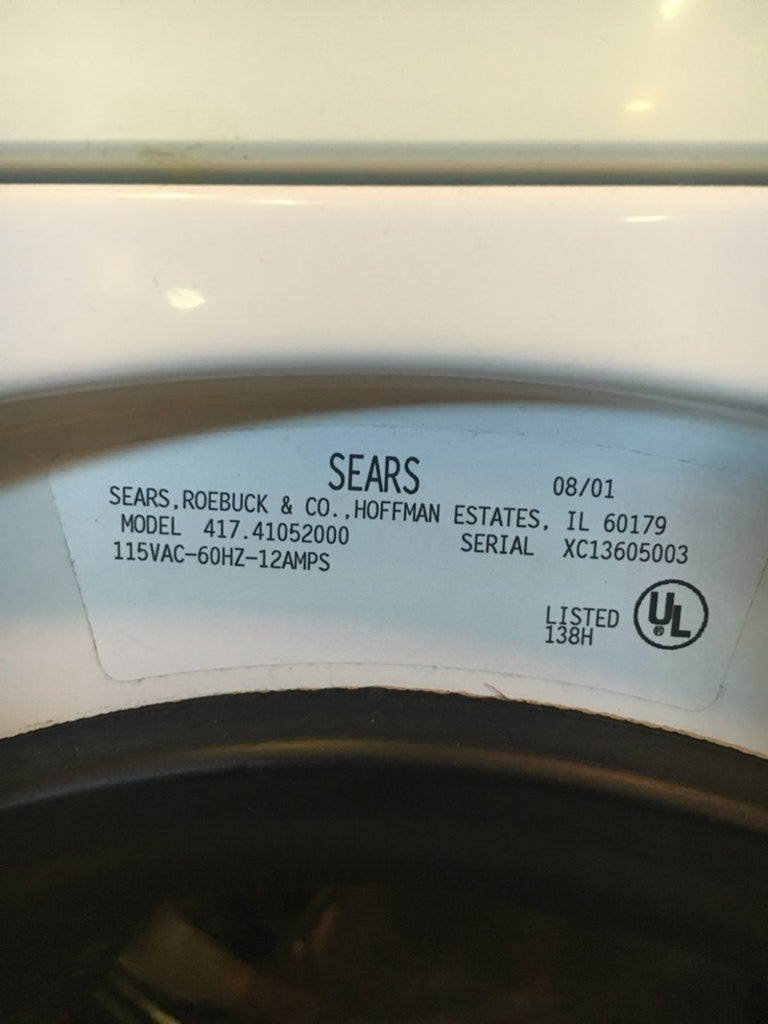 SEARS
08/01
SEARS,ROEBUCK & CO.,HOFFMAN ESTATES, IL 60179
MODEL 417.41052000 SERIAL XC13605003
115VAC-60HZ-12AMPS
LISTED
138H
UL
®